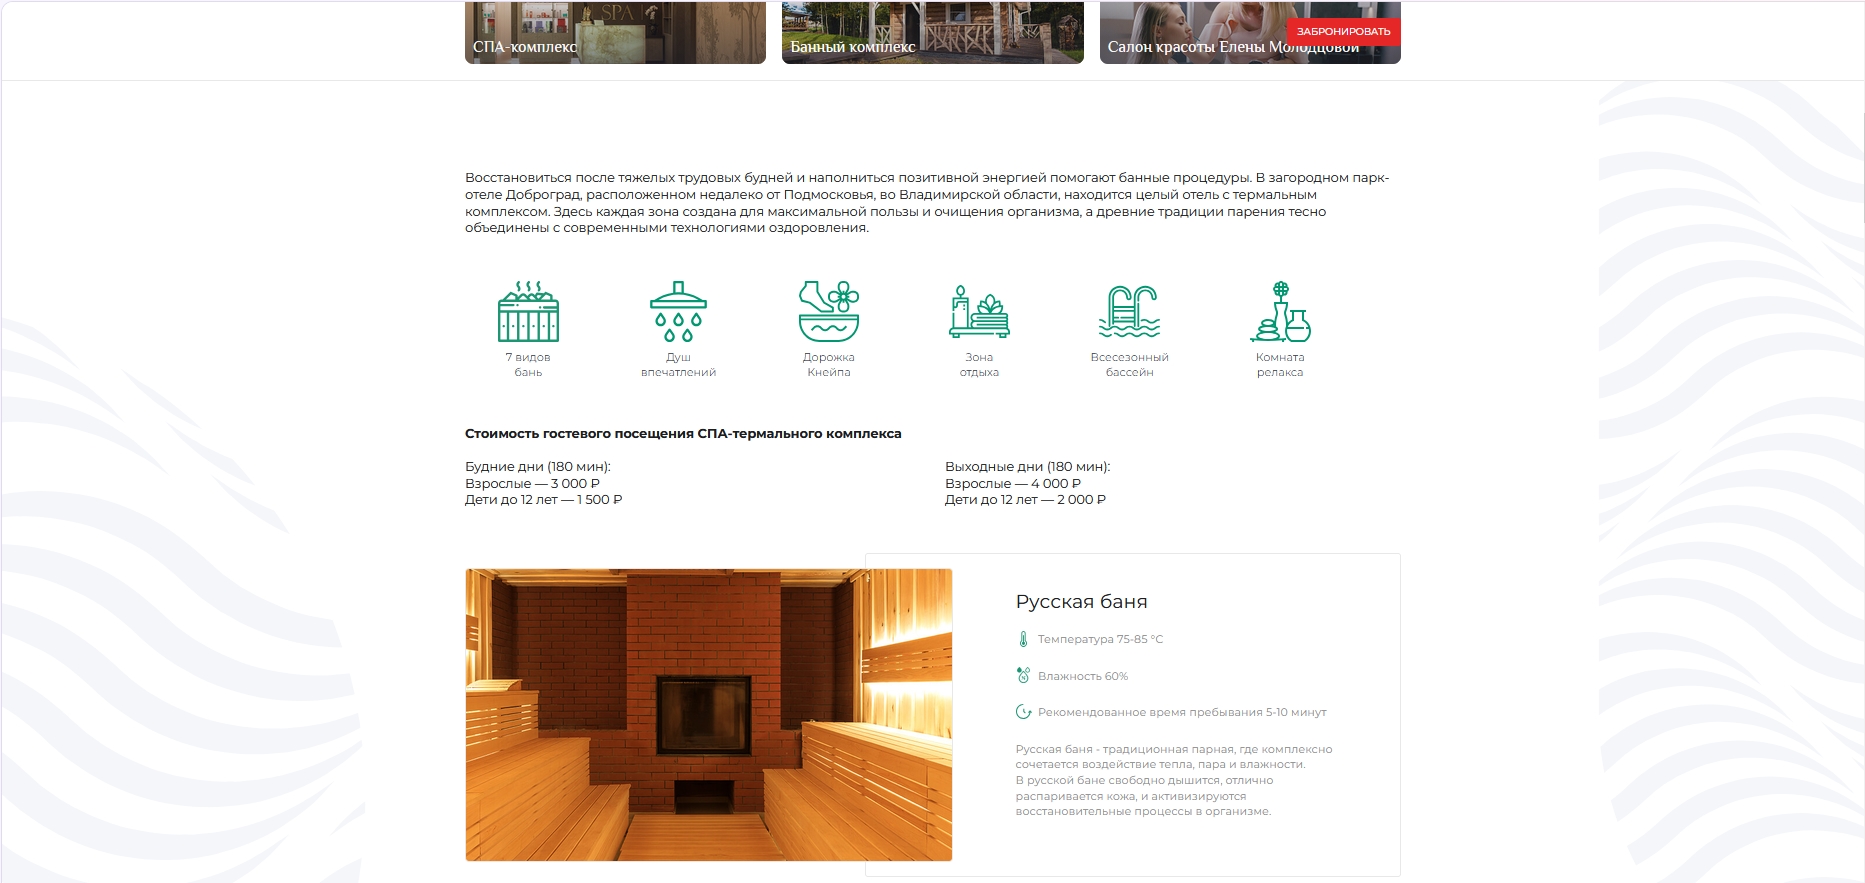 SPA
СПА-комплекс
Банный комплекс
Салон красоты Елены Молодцовой
ЗАБРОНИРОВАТЬ
Восстановиться после тяжелых трудовых будней и наполниться позитивной энергией помогают банные процедуры. В загородном парк-
отеле Доброград, расположенном недалеко от Подмосковья, во Владимирской области, находится целый отель с термальным
комплексом. Здесь каждая зона создана для максимальной пользы и очищения организма, а древние традиции парения тесно
объединены с современными технологиями оздоровления.
7 видов
бань
Душ
впечатлений
Дорожка
Кнейпа
Зона
отдыха
Всесезонный
бассейн
Комната
релакса
Стоимость гостевого посещения СПА-термального комплекса
Будние дни (180 мин):
Взрослые — 3 000 ₽
Дети до 12 лет — 1 500 ₽
Выходные дни (180 мин):
Взрослые — 4 000 ₽
Дети до 12 лет — 2 000 ₽
Русская баня
Температура 75-85 °C
Влажность 60%
Рекомендованное время пребывания 5-10 минут
Русская баня - традиционная парная, где комплексно
сочетается воздействие тепла, пара и влажности.
В русской бане свободно дышится, отлично
распаривается кожа, и активизируются
восстановительные процессы в организме.